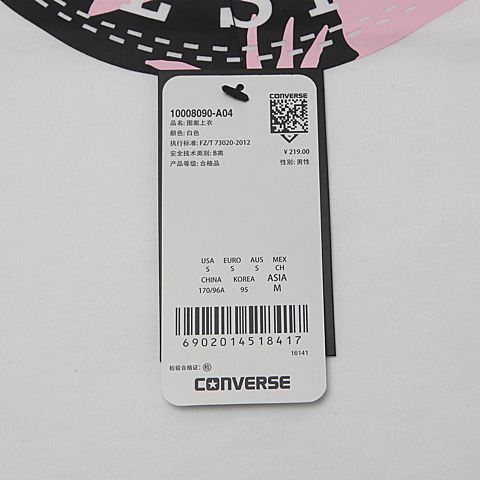 CONVERSE
10008090-A04
品名: 图案上衣
颜色: 白色
执行标准: FZ/T 73020-2012
安全技术类别: B类
产品等级: 合格品
¥ 219.00
性别: 男性
USA EURO AUS MEX
S S S CH
CHINA KOREA ASIA
170/96A 9S M
6902014518417
16141
检验合格证: 检
CONVERSE